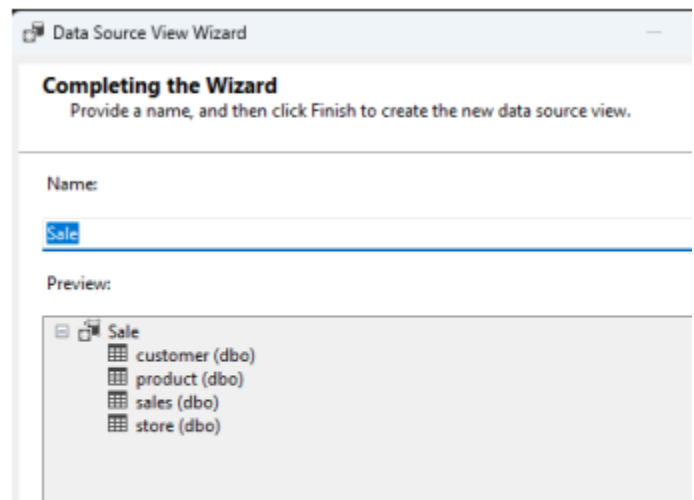 Data Source View Wizard
Completing the Wizard
Provide a name, and then click Finish to create the new data source view.
Name:
Sale
Preview:
Sale
customer (dbo)
product (dbo)
sales (dbo)
store (dbo)